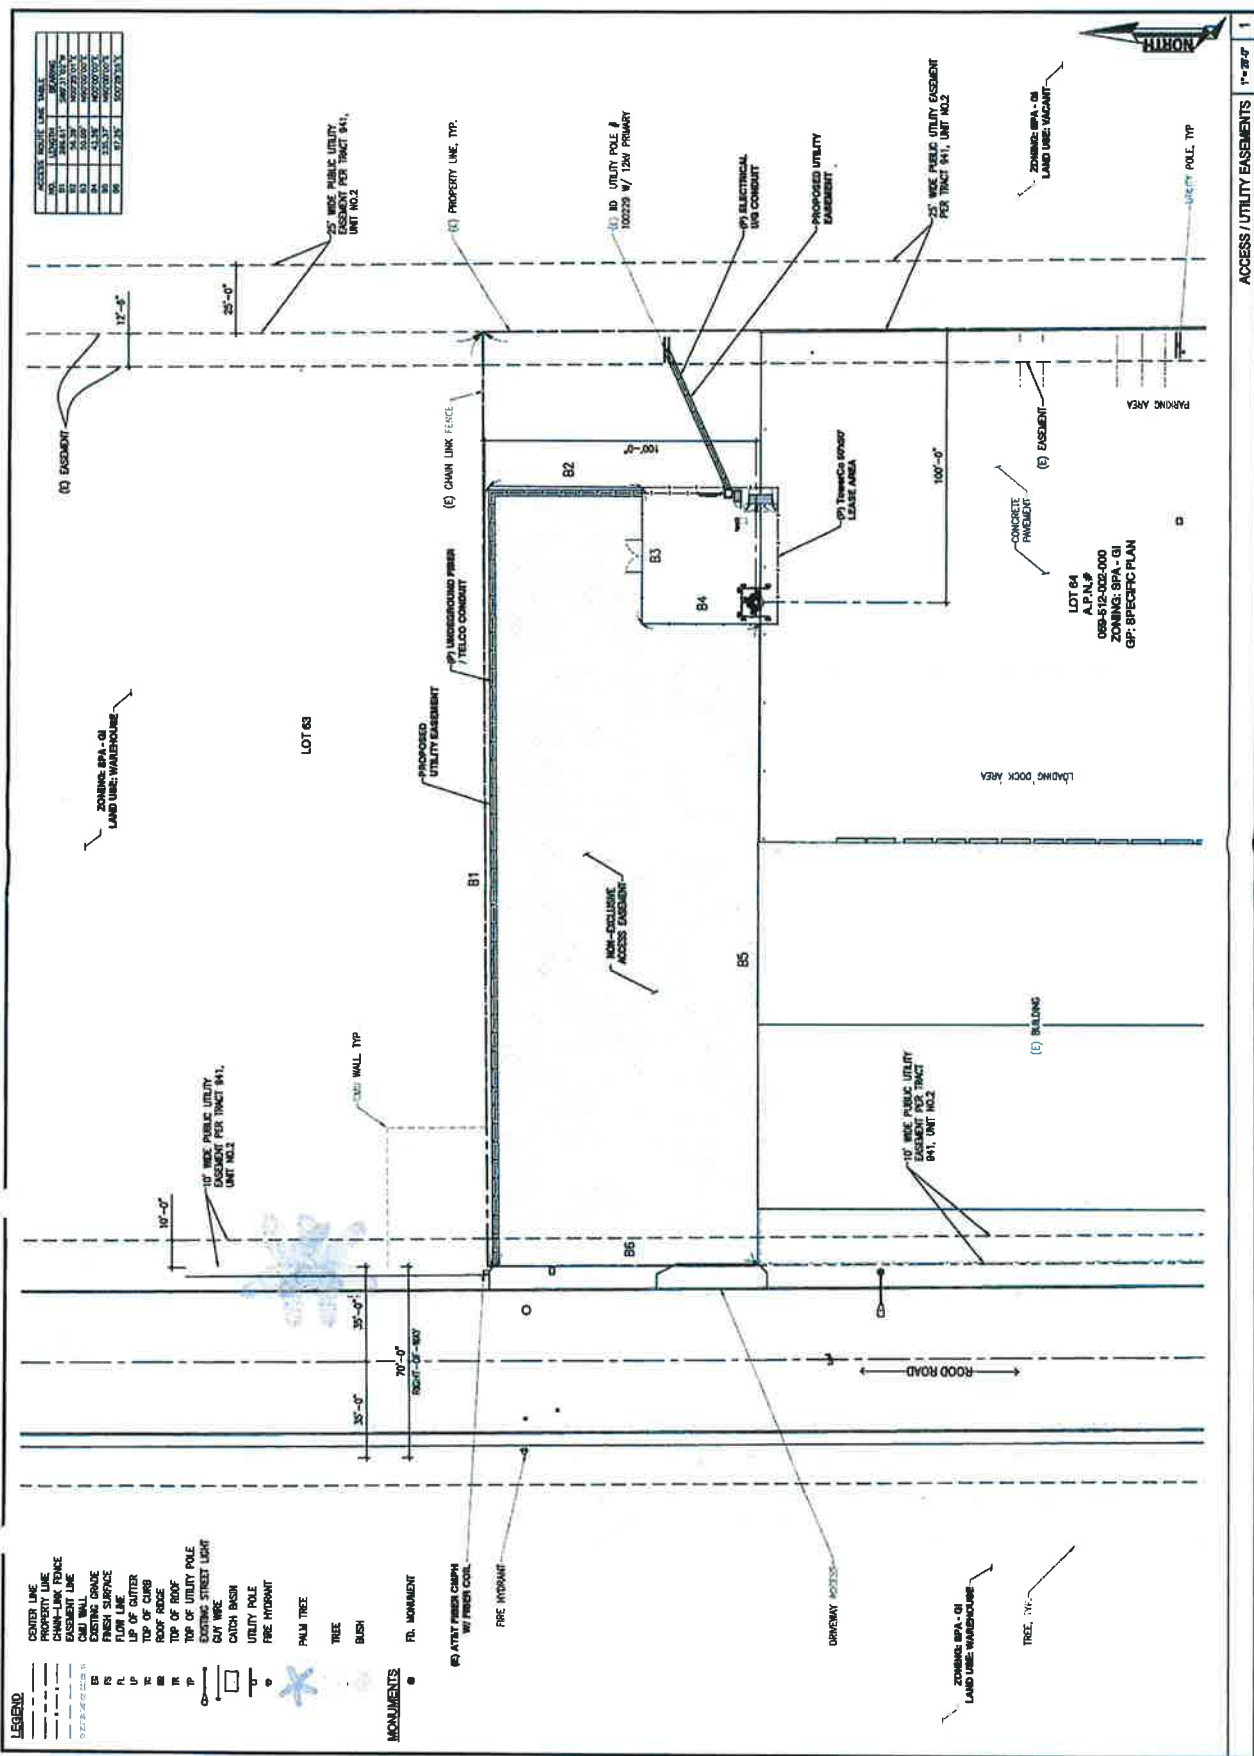 LEGEND
CENTER LINE
PROPERTY LINE
CHAIN-LINK FENCE
EASEMENT LINE
CMU WALL
EG EXISTING GRADE
FS FINISH SURFACE
FL FLOW LINE
LIP OF GUTTER
TC TOP OF CURB
RR ROOF RIDGE
TR TOP OF ROOF
TP TOP OF UTILITY POLE
EXISTING STREET LIGHT
GUY WIRE
CATCH BASIN
UTILITY POLE
FIRE HYDRANT
PALM TREE
TREE
BUSH
MONUMENTS
FD. MONUMENT
(E) AT&T FIBER
W/ FIBER COIL
FIRE HYDRANT
DRIVEWAY ACCESS
ZONING: SPA - GI
LAND USE: WAREHOUSE
TREE, TYP.
35'-0"
35'-0"
70'-0"
RIGHT-OF-WAY
ROOD ROAD
10'-0"
10' WIDE PUBLIC UTILITY
EASEMENT PER TRACT 941,
UNIT NO.2
CMU WALL TYP
10' WIDE PUBLIC UTILITY
EASEMENT PER TRACT
941, UNIT NO.2
(E) BUILDING
ZONING: SPA - GI
LAND USE: WAREHOUSE
LOT 63
PROPOSED
UTILITY EASEMENT
(P) UNDERGROUND FIBER
/ TELCO CONDUIT
B1
B2
B3
B4
B5
B6
NON-EXCLUSIVE
ACCESS EASEMENT
LOADING DOCK AREA
(E) EASEMENT
12'-6"
25'-0"
25' WIDE PUBLIC UTILITY
EASEMENT PER TRACT 941,
UNIT NO.2
(E) CHAIN LINK FENCE
(E) PROPERTY LINE, TYP.
100'-0"
(E) ID UTILITY POLE #
100229 W/ 12kV PRIMARY
(P) ELECTRICAL
U/G CONDUIT
PROPOSED UTILITY
EASEMENT
(P) TowerCo 50'x50'
LEASE AREA
100'-0"
25' WIDE PUBLIC UTILITY EASEMENT
PER TRACT 941, UNIT NO.2
CONCRETE
PAVEMENT
(E) EASEMENT
PARKING AREA
LOT 64
A.P.N.#
059-512-002-000
ZONING: SPA - GI
GP: SPECIFIC PLAN
ZONING: SPA - GI
LAND USE: VACANT
UTILITY POLE, TYP
ACCESS ROUTE LINE TABLE
NO. LENGTH BEARING
B1
B2
B3 50.00'
B4
B5
B6
NORTH
ACCESS / UTILITY EASEMENTS
1